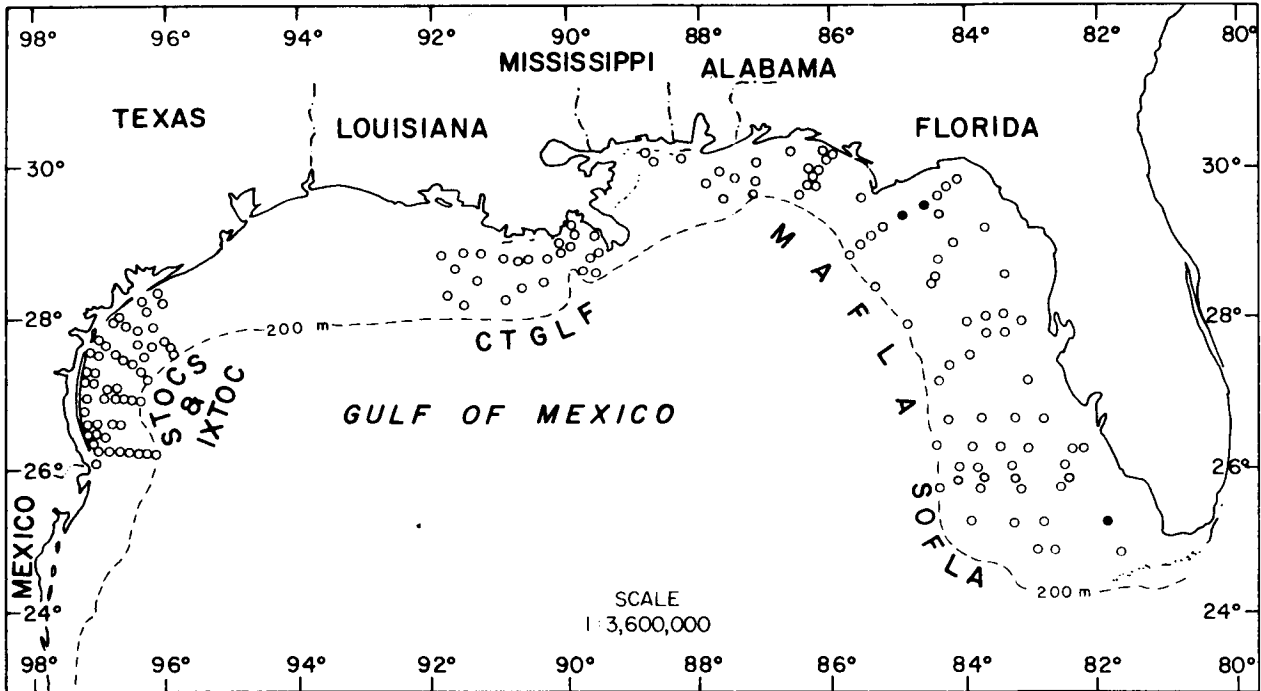 98° 96° 94° 92° 90° 88° 86° 84° 82° 80°
MISSISSIPPI ALABAMA
TEXAS LOUISIANA FLORIDA
30° 30°
28° 200 m CTGLF MAFLA 28°
STOCS
&
IXTOC
GULF OF MEXICO
26° 26°
MEXICO SOFLA
200 m
24° SCALE 24°
1:3,600,000
98° 96° 94° 92° 90° 88° 86° 84° 82° 80°